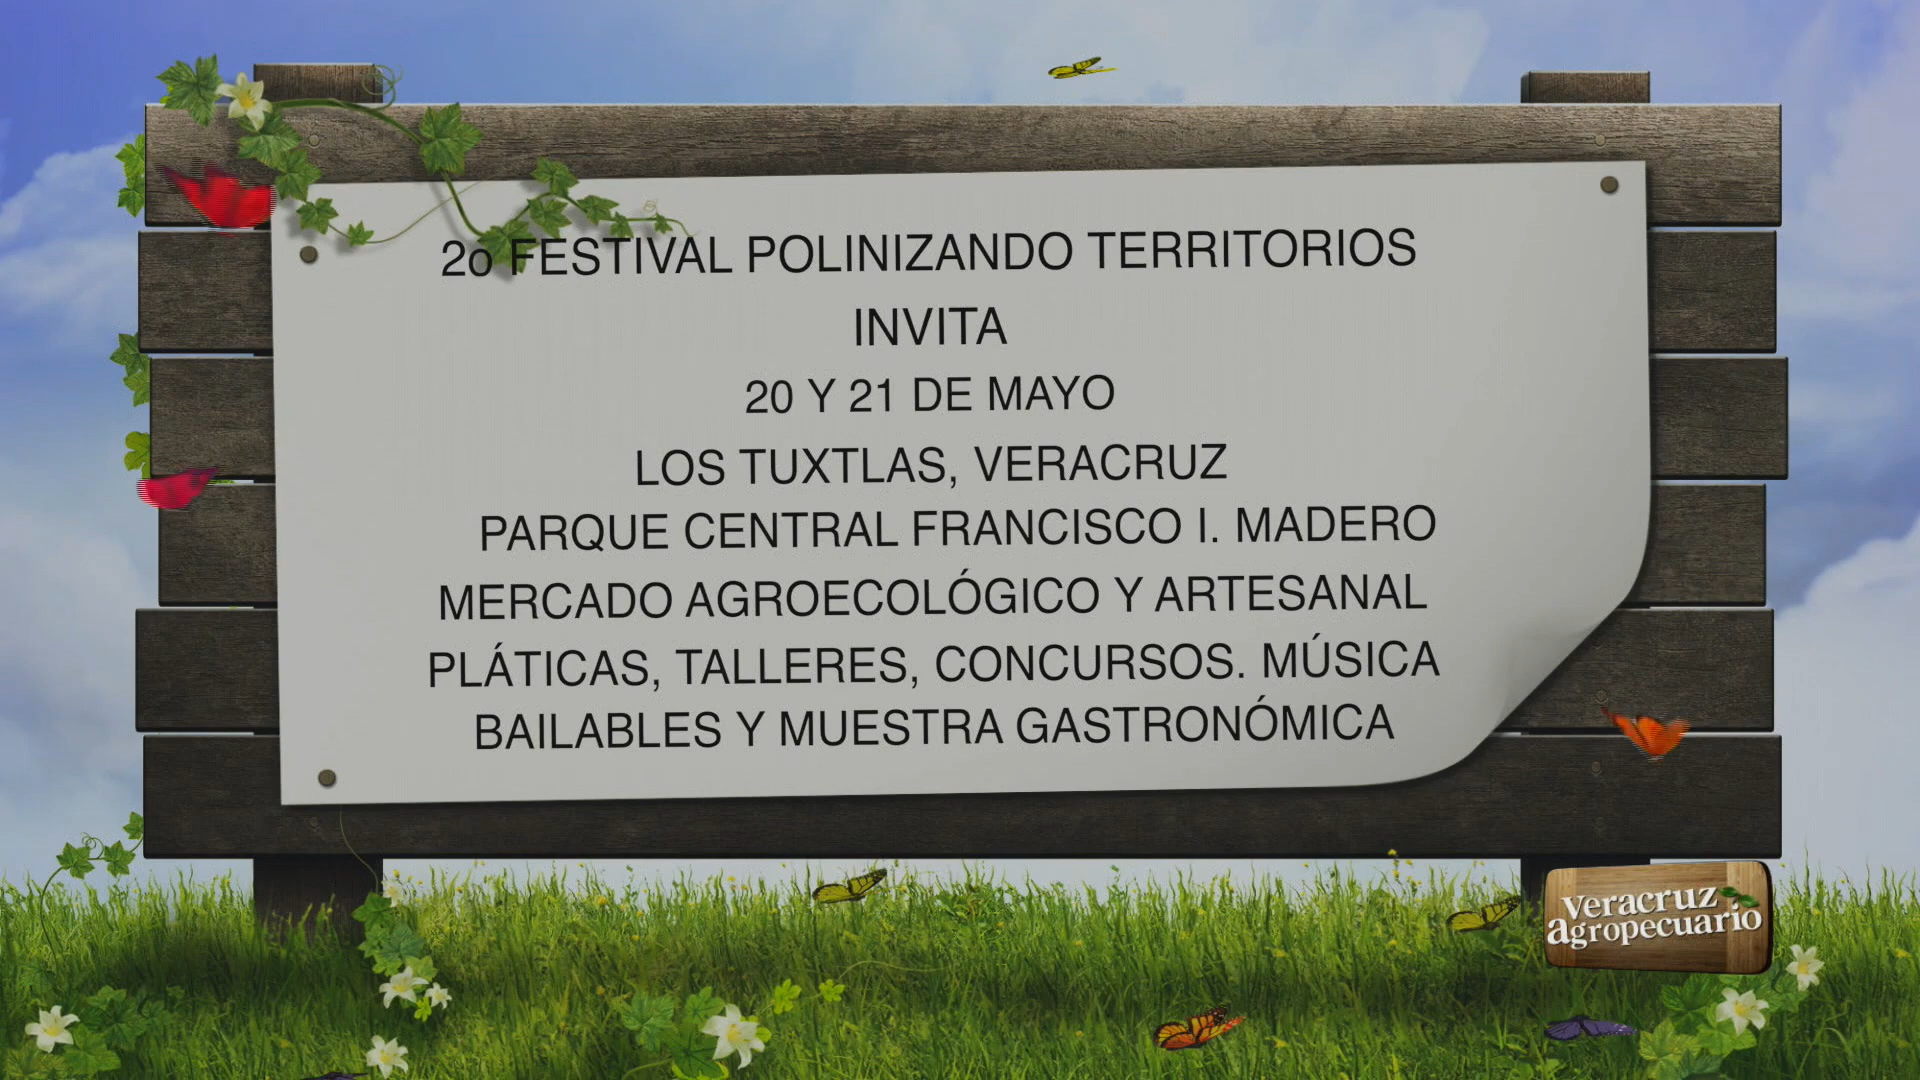 2o FESTIVAL POLINIZANDO TERRITORIOS
INVITA
20 Y 21 DE MAYO
LOS TUXTLAS, VERACRUZ
PARQUE CENTRAL FRANCISCO I. MADERO
MERCADO AGROECOLÓGICO Y ARTESANAL
PLÁTICAS, TALLERES, CONCURSOS. MÚSICA
BAILABLES Y MUESTRA GASTRONÓMICA
veracruz
agropecuario